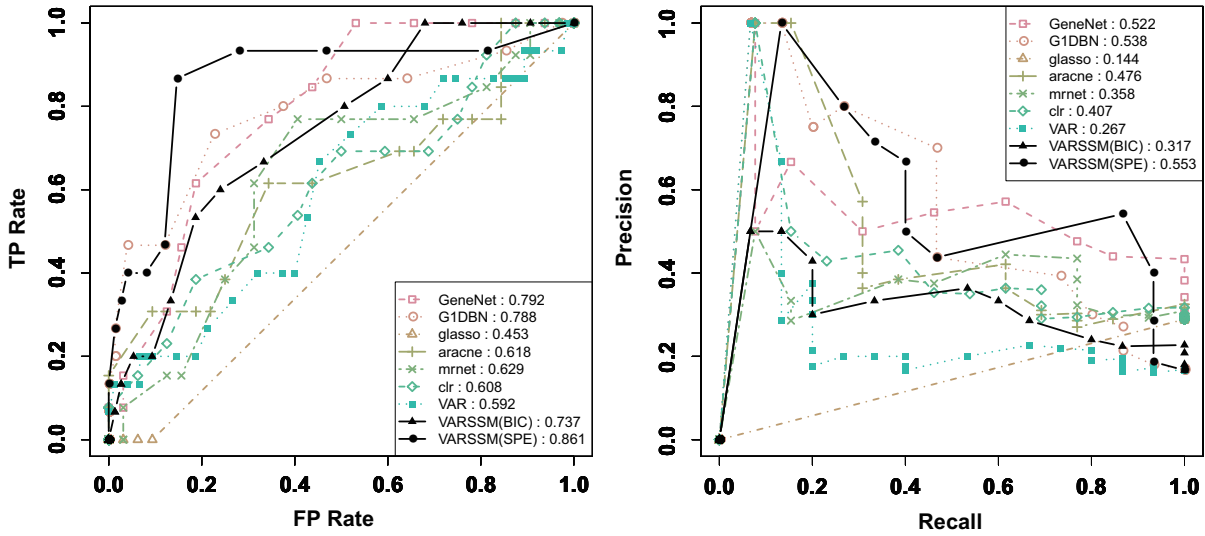 1.0
0.8
0.6
0.4
0.2
0.0
TP Rate
0.0 0.2 0.4 0.6 0.8 1.0
FP Rate
GeneNet : 0.792
G1DBN : 0.788
glasso : 0.453
aracne : 0.618
mrnet : 0.629
clr : 0.608
VAR : 0.592
VARSSM(BIC) : 0.737
VARSSM(SPE) : 0.861
1.0
0.8
0.6
0.4
0.2
0.0
Precision
0.0 0.2 0.4 0.6 0.8 1.0
Recall
GeneNet : 0.522
G1DBN : 0.538
glasso : 0.144
aracne : 0.476
mrnet : 0.358
clr : 0.407
VAR : 0.267
VARSSM(BIC) : 0.317
VARSSM(SPE) : 0.553